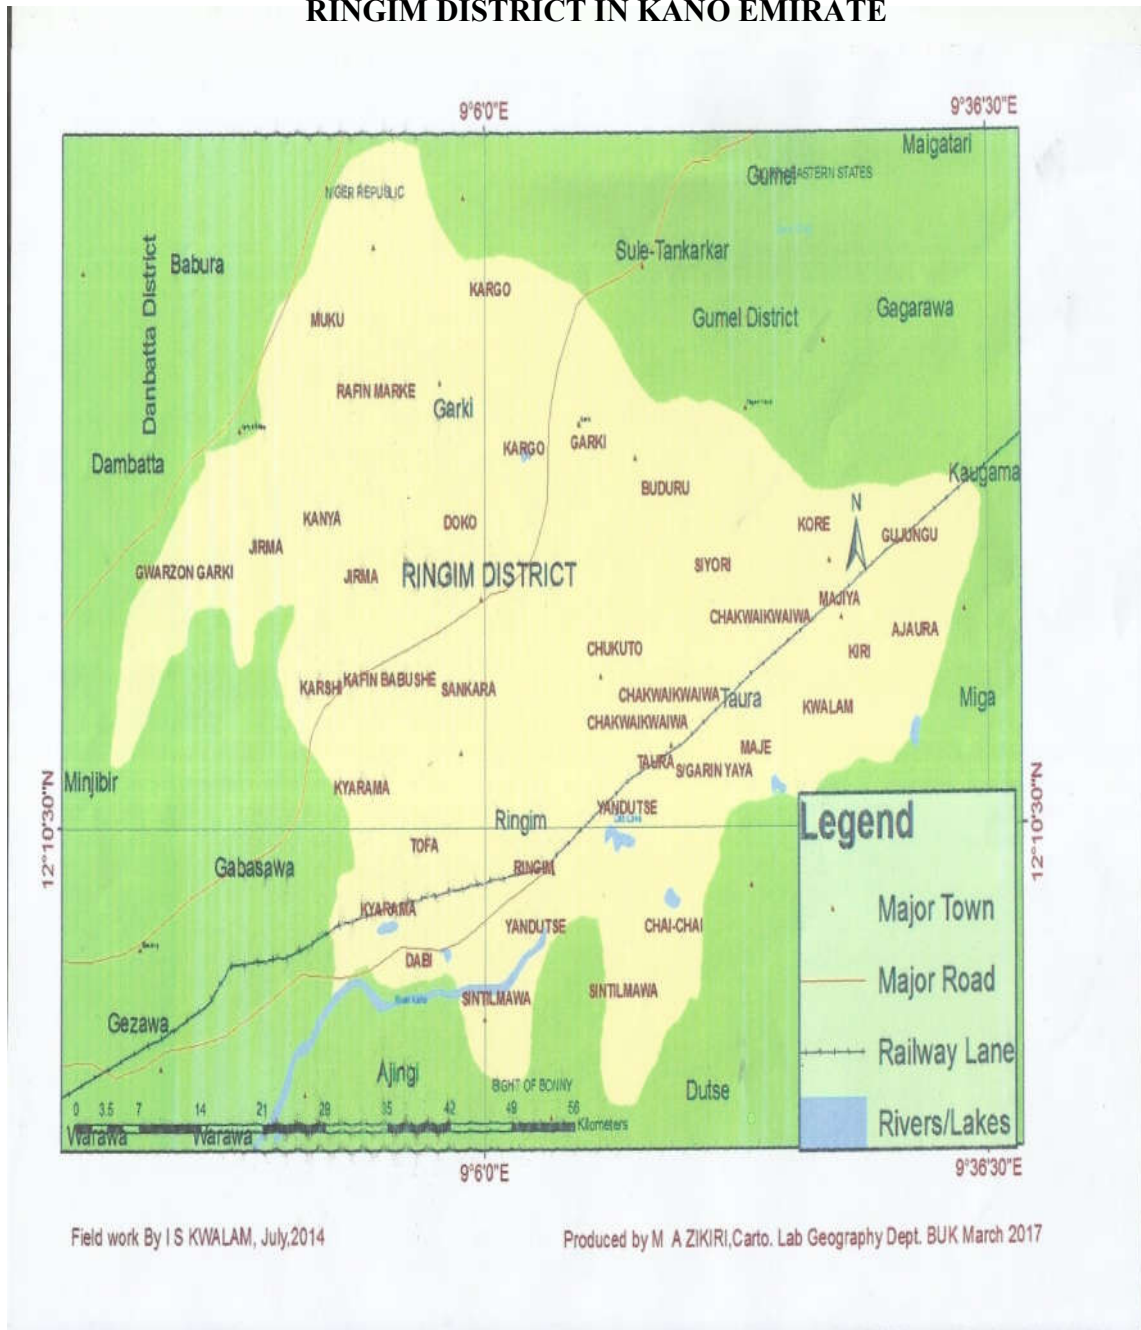 RINGIM DISTRICT IN KANO EMIRATE
9°6'0"E
9°36'30"E
Maigatari
Gumel
NIGER REPUBLIC
Sule-Tankarkar
Babura
Danbatta District
KARGO
Gagarawa
Gumel District
MUKU
RAFIN MARKE
Garki
KARGO
GARKI
Dambatta
Kaugama
BUDURU
KANYA
DOKO
KORE
N
GUJUNGU
JIRMA
GWARZON GARKI
JIRMA
RINGIM DISTRICT
SIYORI
MAJIYA
CHAKWAIKWAIWA
AJAURA
CHUKUTO
KIRI
KARSHI
KAFIN BABUSHE
SANKARA
CHAKWAIKWAIWA
Taura
Miga
KWALAM
CHAKWAIKWAIWA
MAJE
TAURA
S/GARIN YAYA
Minjibir
KYARAMA
YANDUTSE
12°10'30"N
12°10'30"N
Ringim
Legend
TOFA
Gabasawa
RINGIM
KYARAMA
Major Town
YANDUTSE
CHAI-CHAI
DABI
Major Road
SINTILMAWA
SINTILMAWA
Gezawa
Railway Lane
Ajingi
BIGHT OF BONNY
Dutse
0 3.5 7 14 21 28 35 42 49 56
Kilometers
Rivers/Lakes
Warawa
Warawa
9°6'0"E
9°36'30"E
Field work By I S KWALAM, July,2014
Produced by M A ZIKIRI,Carto. Lab Geography Dept. BUK March 2017